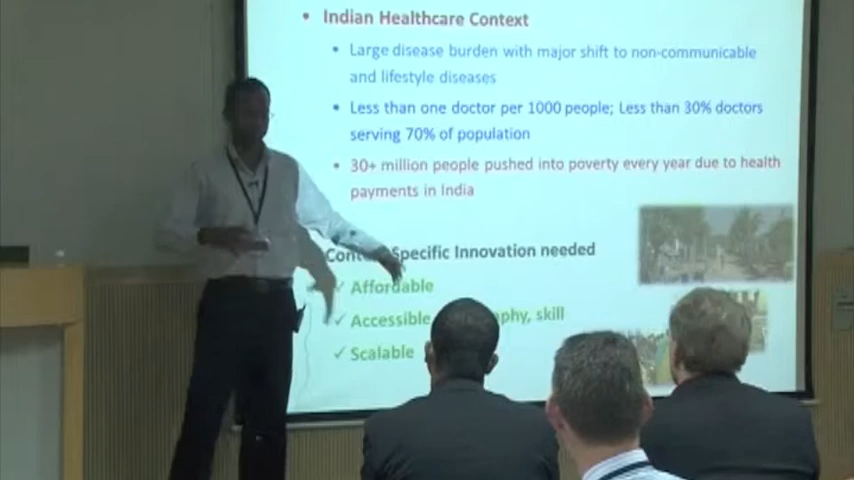 • Indian Healthcare Context
• Large disease burden with major shift to non-communicable
and lifestyle diseases
• Less than one doctor per 1000 people; Less than 30% doctors
serving 70% of population
• 30+ million people pushed into poverty every year due to health
payments in India
Specific Innovation needed
✓ Affordable
✓ Accessible skill
✓ Scalable